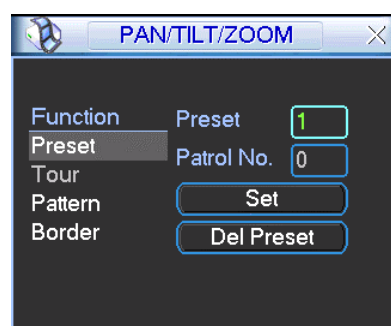 PAN/TILT/ZOOM
Function
Preset
Tour
Pattern
Border
Preset 1
Patrol No. 0
Set
Del Preset